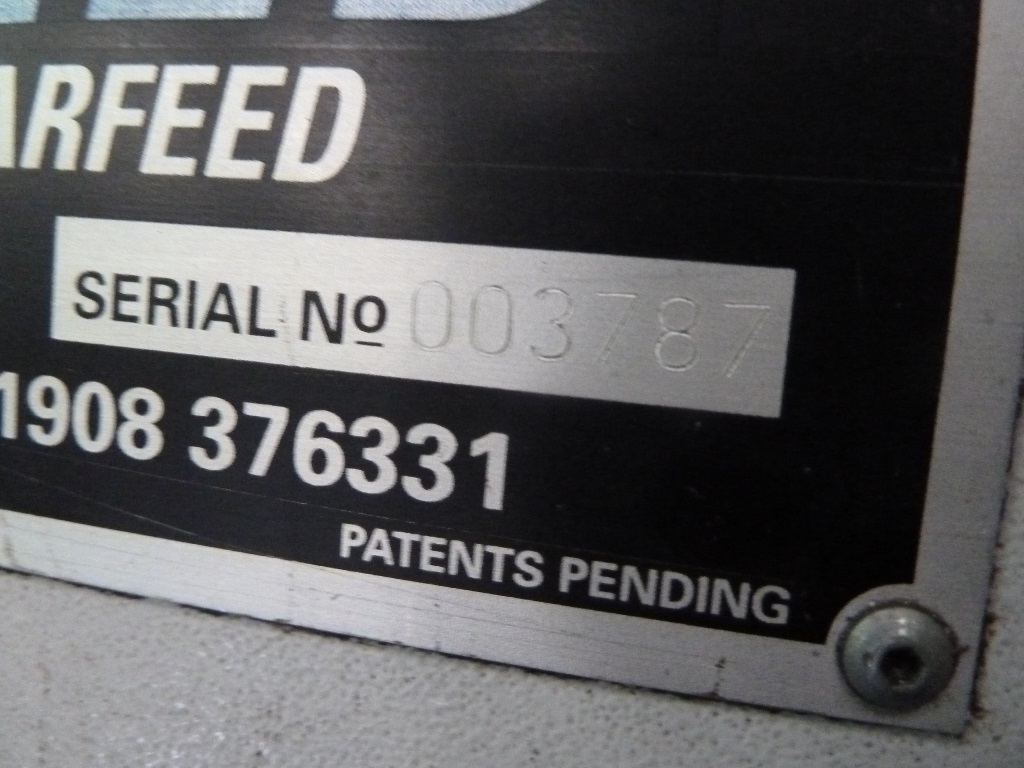 ARFEED
SERIAL No 003787
1908 376331
PATENTS PENDING